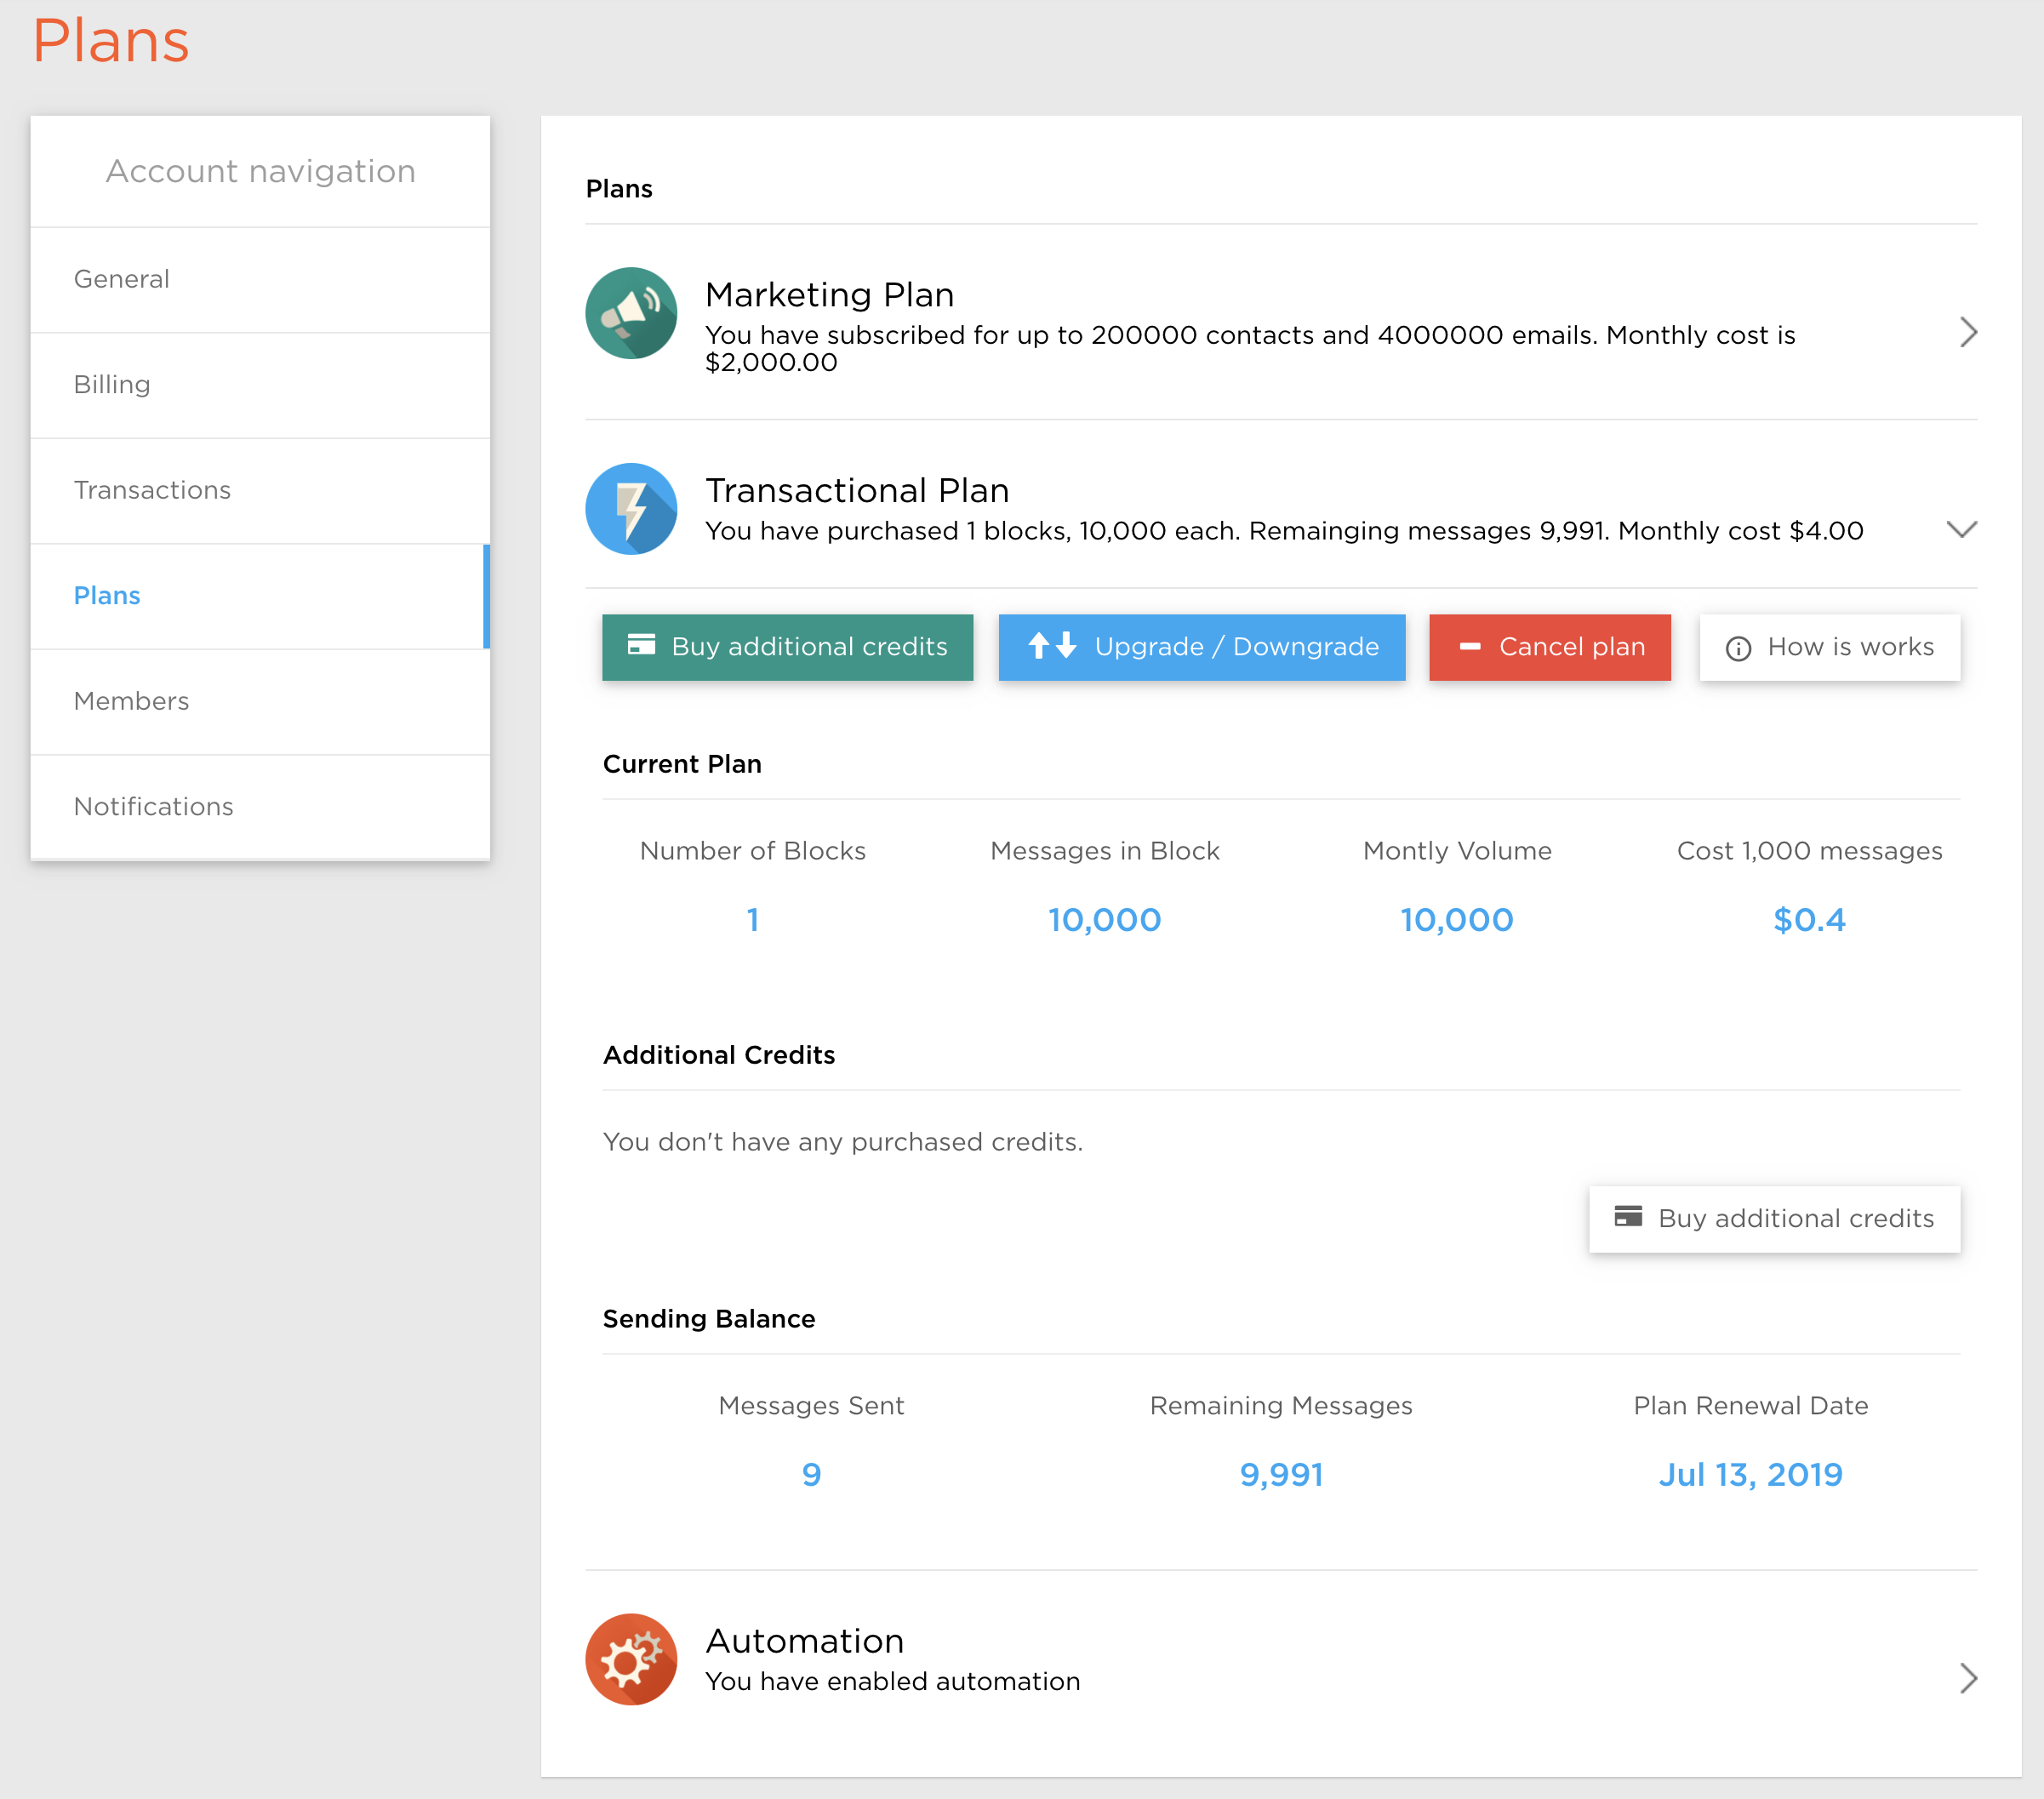 Plans
Account navigation
General
Billing
Transactions
Plans
Members
Notifications
Plans
Marketing Plan
You have subscribed for up to 200000 contacts and 4000000 emails. Monthly cost is
$2,000.00
Transactional Plan
You have purchased 1 blocks, 10,000 each. Remainging messages 9,991. Monthly cost $4.00
Buy additional credits
Upgrade / Downgrade
Cancel plan
How is works
Current Plan
Number of Blocks Messages in Block Montly Volume Cost 1,000 messages
1 10,000 10,000 $0.4
Additional Credits
You don't have any purchased credits.
Buy additional credits
Sending Balance
Messages Sent Remaining Messages Plan Renewal Date
9 9,991 Jul 13, 2019
Automation
You have enabled automation